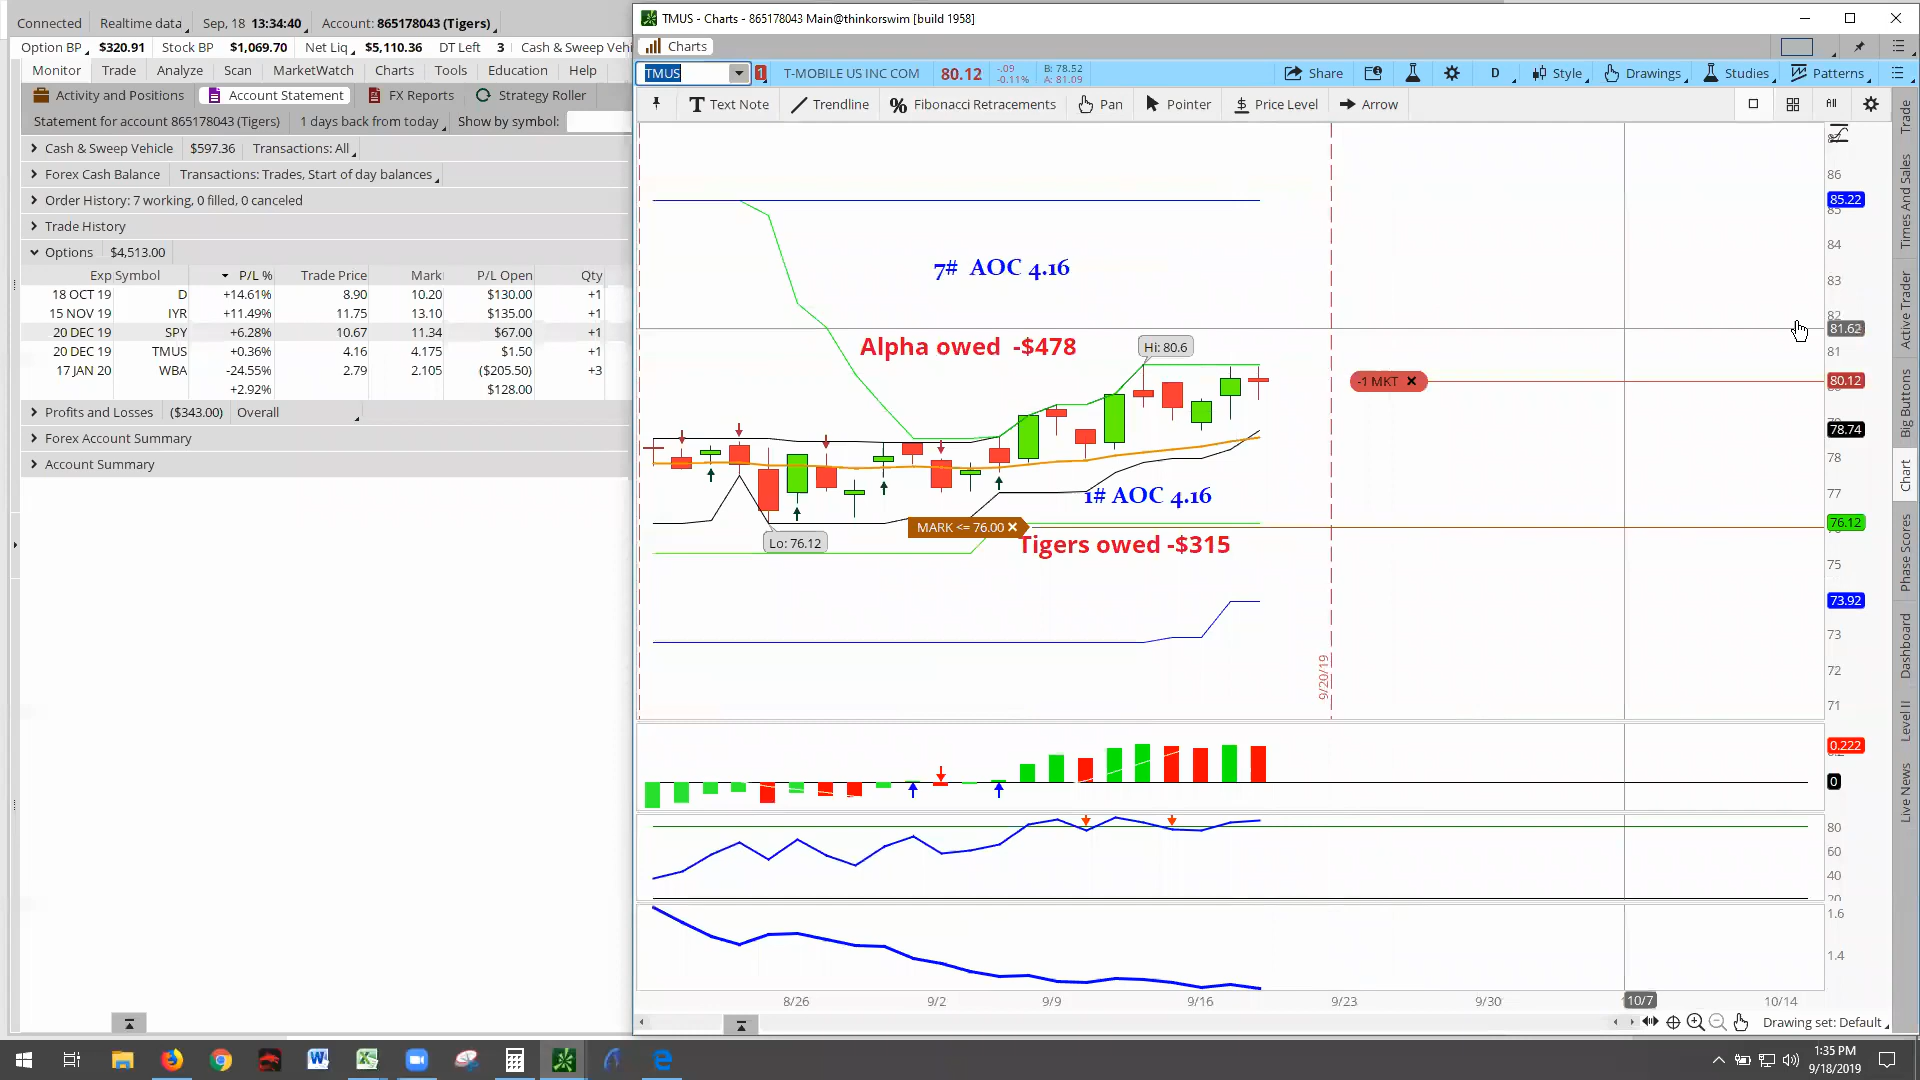 Connected Realtime data Sep, 18 13:34:40 Account: 865178043 (Tigers)
Option BP $320.91 Stock BP $1,069.70 Net Liq $5,110.36 DT Left 3 Cash & Sweep Vehi
Monitor Trade Analyze Scan MarketWatch Charts Tools Education Help
Activity and Positions Account Statement FX Reports Strategy Roller
Statement for account 865178043 (Tigers) 1 days back from today Show by symbol:
Cash & Sweep Vehicle $597.36 Transactions: All
Forex Cash Balance Transactions: Trades, Start of day balances
Order History: 7 working, 0 filled, 0 canceled
Trade History
Options $4,513.00
Exp Symbol P/L % Trade Price Mark P/L Open Qty
18 OCT 19 D +14.61% 8.90 10.20 $130.00 +1
15 NOV 19 IYR +11.49% 11.75 13.10 $135.00 +1
20 DEC 19 SPY +6.28% 10.67 11.34 $67.00 +1
20 DEC 19 TMUS +0.36% 4.16 4.175 $1.50 +1
17 JAN 20 WBA -24.55% 2.79 2.105 ($205.50) +3
+2.92% $128.00
Profits and Losses ($343.00) Overall
Forex Account Summary
Account Summary
TMUS - Charts - 865178043 Main@thinkorswim [build 1958]
Charts
TMUS 1 T-MOBILE US INC COM 80.12 -.09 -0.11% B: 78.52 A: 81.09 Share D Style Drawings Studies Patterns
Text Note Trendline Fibonacci Retracements Pan Pointer Price Level Arrow All
86
85.22
84
7# AOC 4.16
83
82
81.62
Alpha owed -$478
Hi: 80.6
81
-1 MKT
80.12
78.74
78
77
1# AOC 4.16
MARK <= 76.00
76.12
Lo: 76.12
Tigers owed -$315
75
73.92
73
72
71
9/20/19
0.222
0
80
60
40
20
1.6
1.4
8/26 9/2 9/9 9/16 9/23 9/30 10/7 10/14
Drawing set: Default
Trade
Times And Sales
Active Trader
Big Buttons
Chart
Phase Scores
Dashboard
Level II
Live News
1:35 PM
9/18/2019